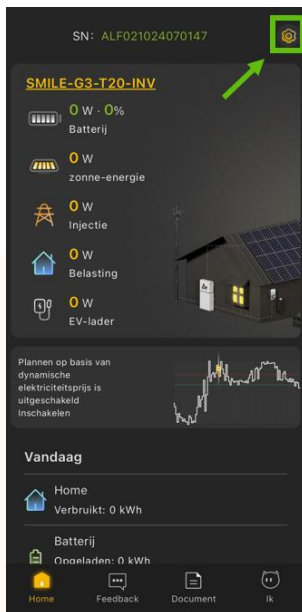 SN: ALF021024070147
SMILE-G3-T20-INV
0 W · 0%
Batterij
0 W
zonne-energie
0 W
Injectie
0 W
Belasting
0 W
EV-lader
Plannen op basis van
dynamische
elektriciteitsprijs is
uitgeschakeld
Inschakelen
Vandaag
Home
Verbruikt: 0 kWh
Batterij
Opgeladen: 0 kWh
Home
Feedback
Document
Ik